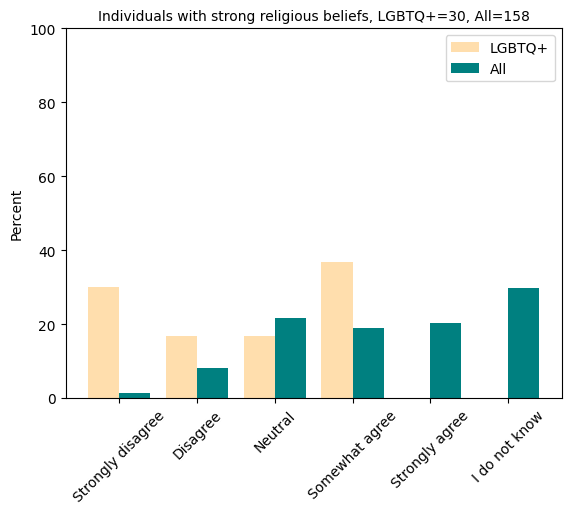 Individuals with strong religious beliefs, LGBTQ+=30, All=158
100
80
60
40
20
0
Percent
LGBTQ+
All
Strongly disagree
Disagree
Neutral
Somewhat agree
Strongly agree
I do not know